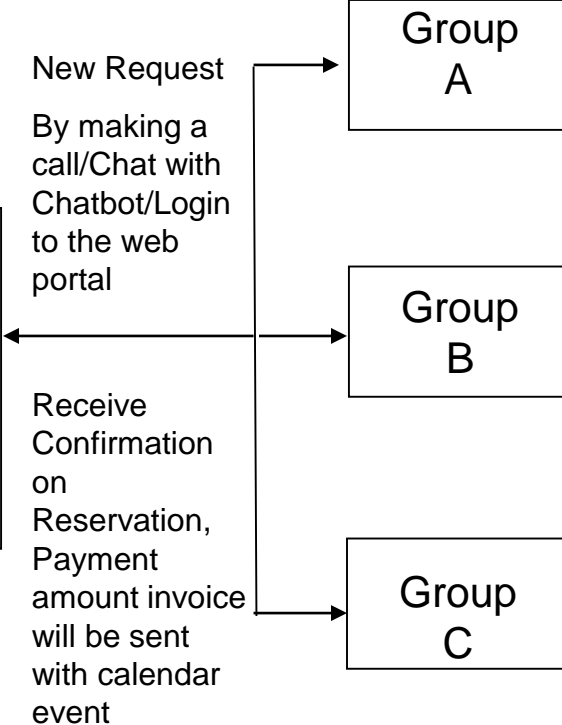 New Request
By making a
call/Chat with
Chatbot/Login
to the web
portal
Receive
Confirmation
on
Reservation,
Payment
amount invoice
will be sent
with calendar
event
Group
A
Group
B
Group
C